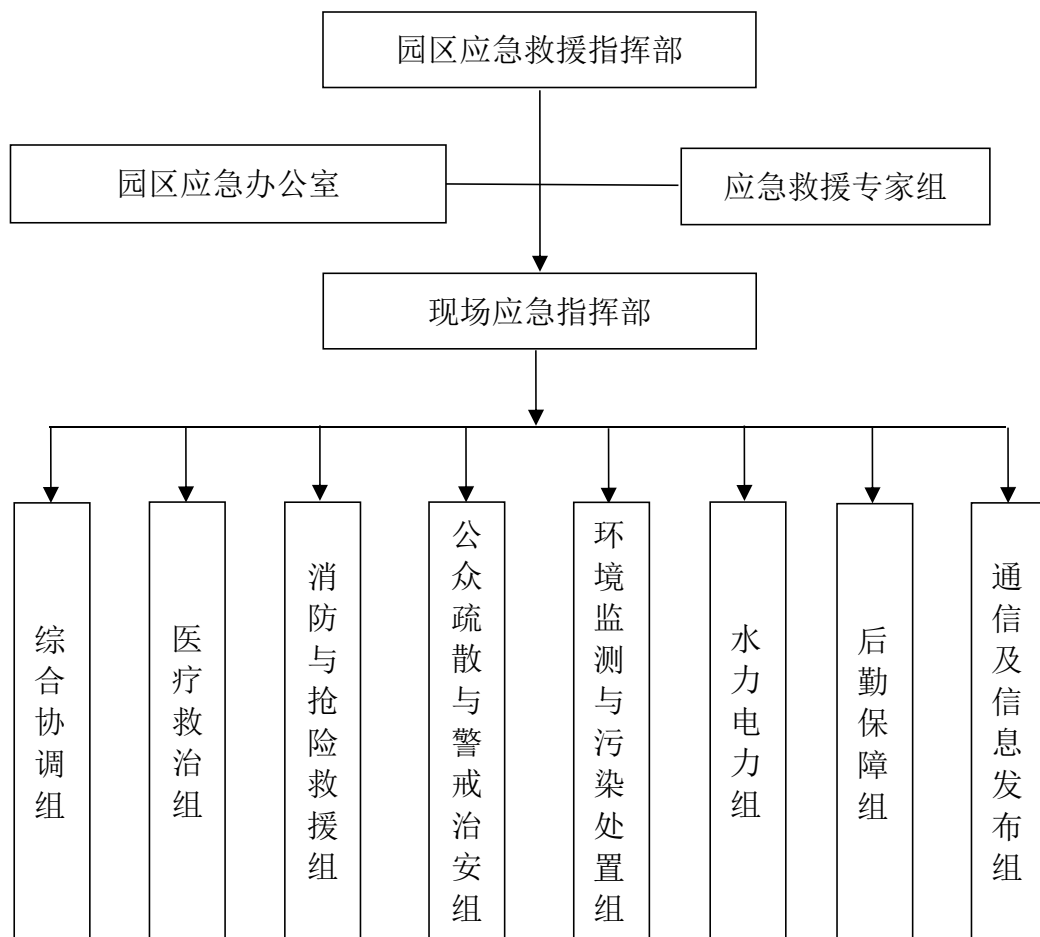 园区应急救援指挥部
园区应急办公室
应急救援专家组
现场应急指挥部
综合协调组
医疗救治组
消防与抢险救援组
公众疏散与警戒治安组
环境监测与污染处置组
水力电力组
后勤保障组
通信及信息发布组